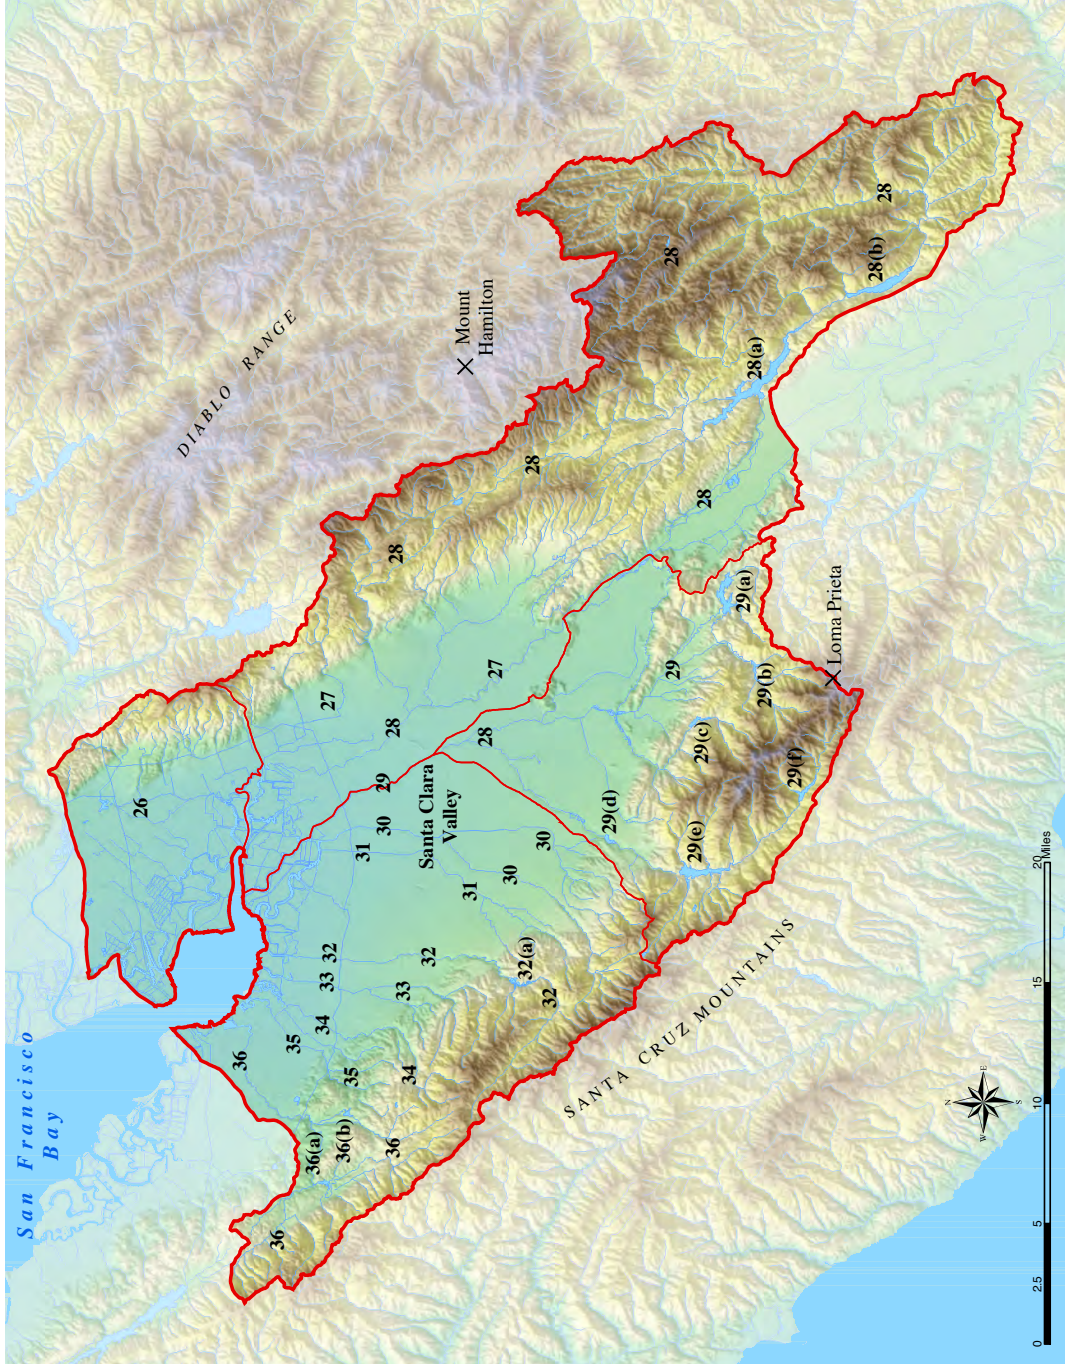 San Francisco
Bay
DIABLO RANGE
Mount
Hamilton
26
27
28
28
28
28(b)
28(a)
28
28
28
27
28
29
30
31
Santa Clara
Valley
31
30
30
28
29
29(a)
29(b)
29(c)
29(d)
29(e)
29(f)
Loma Prieta
32
33
32
33
32(a)
32
34
35
36
35
34
36(a)
36(b)
36
36
SANTA CRUZ MOUNTAINS
N
W
E
S
0 2.5 5 10 15 20
Miles